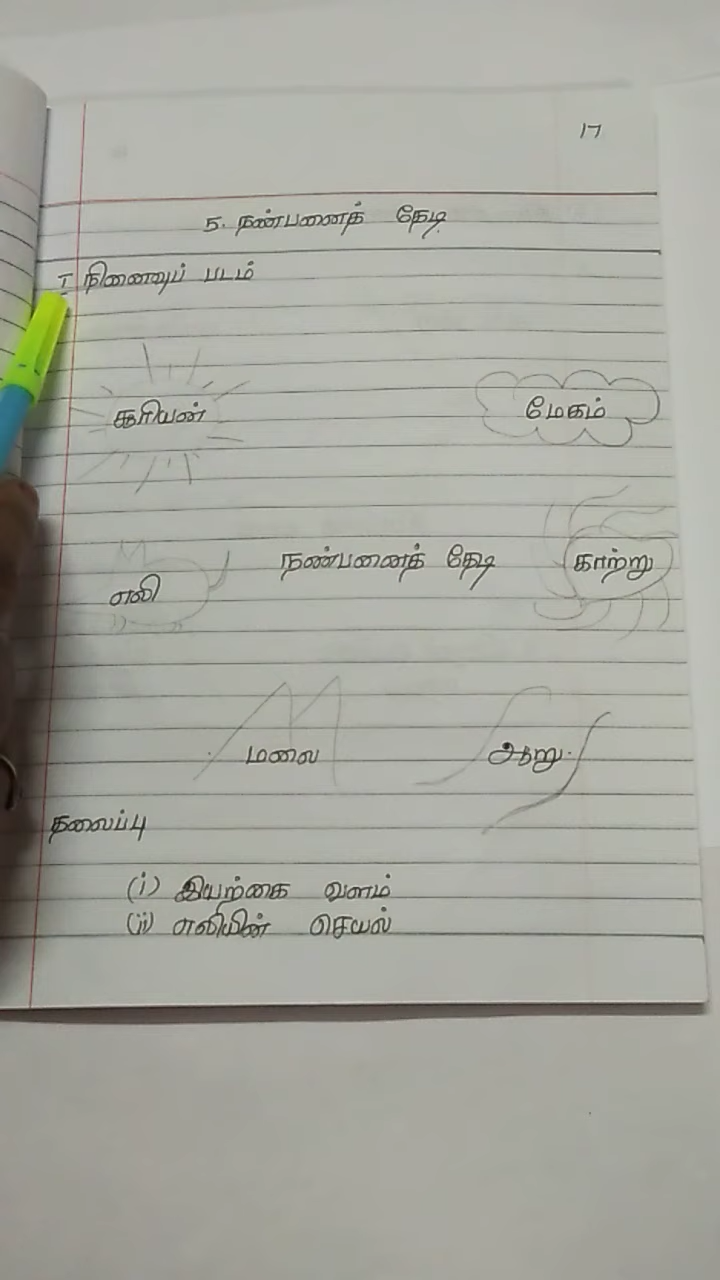 17
5. நண்பனைத் தேடி
I நினைவுப் படம்
சூரியன்
மேகம்
எலி
நண்பனைத் தேடி
காற்று
மலை
ஆறு
தலைப்பு
(i) இயற்கை வளம்
(ii) எலியின் செயல்